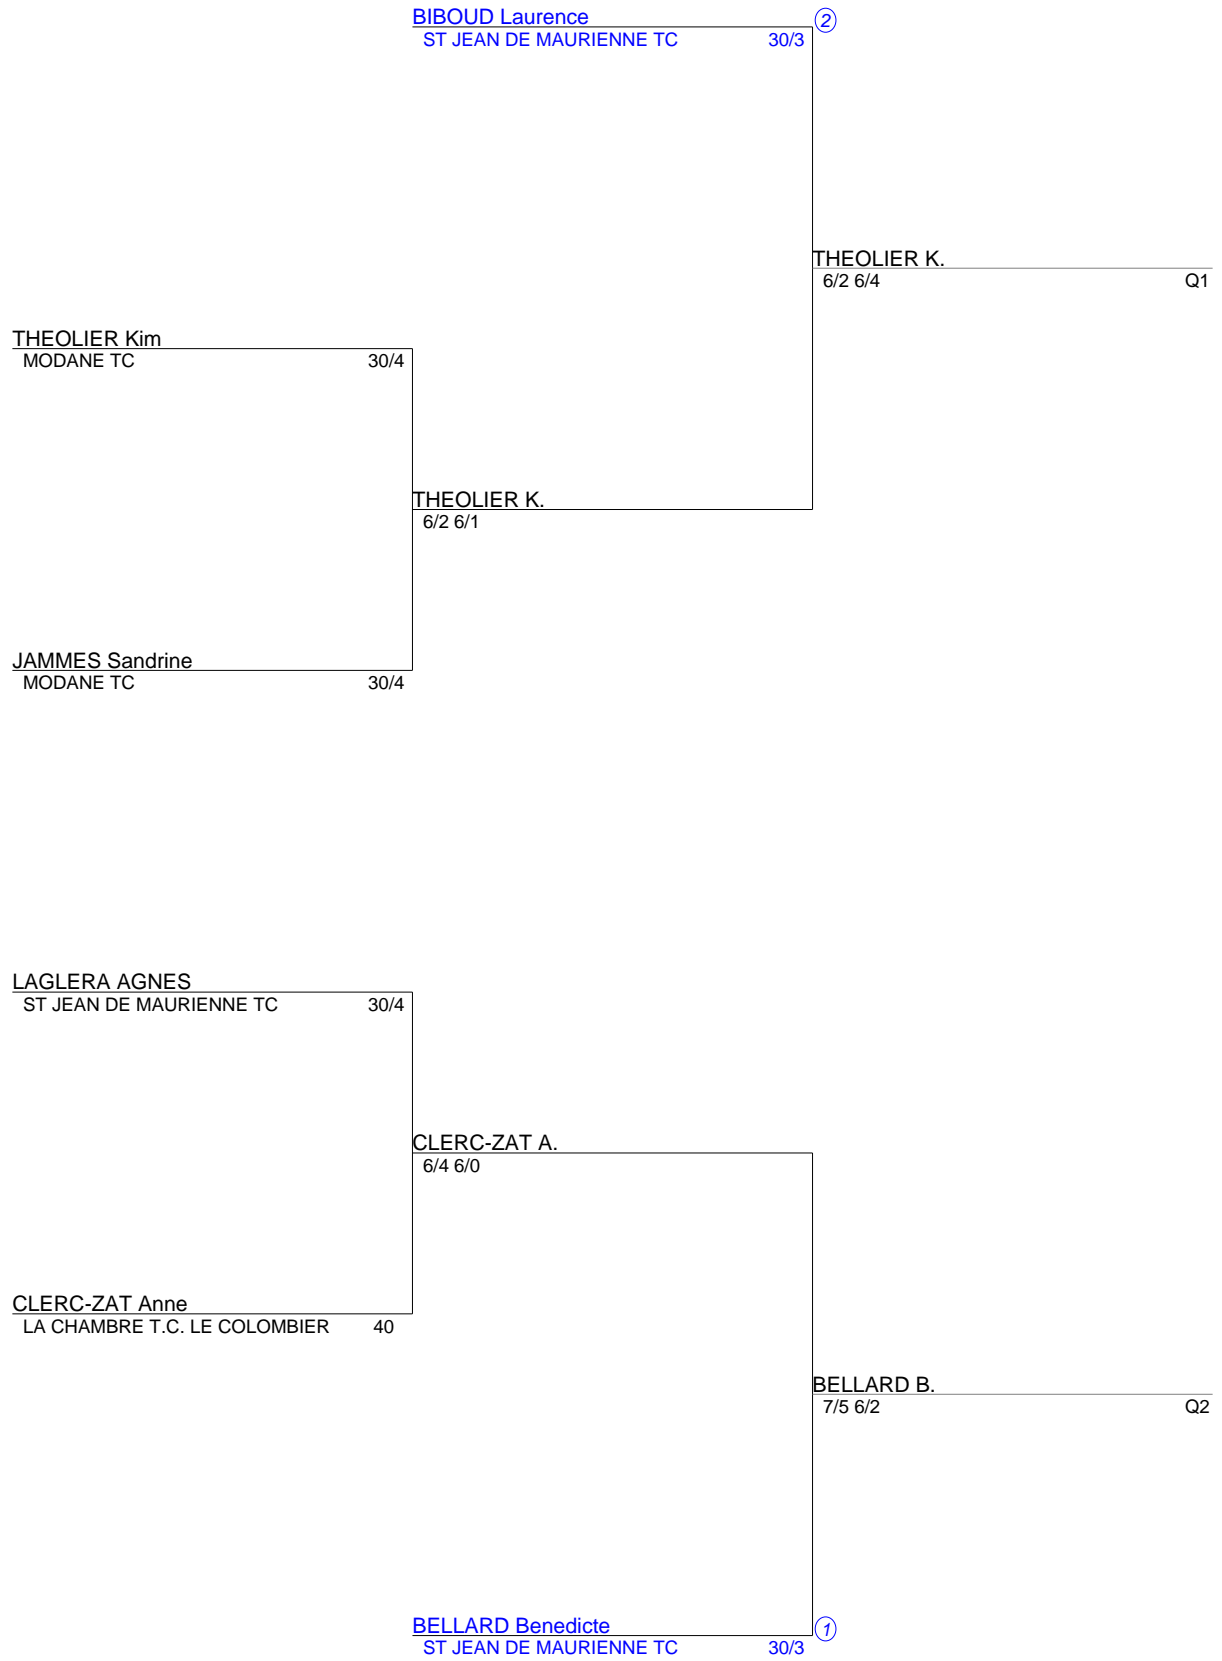 BIBOUD Laurence 2
ST JEAN DE MAURIENNE TC 30/3
THEOLIER K.
6/2 6/4 Q1
THEOLIER Kim
MODANE TC 30/4
THEOLIER K.
6/2 6/1
JAMMES Sandrine
MODANE TC 30/4
LAGLERA AGNES
ST JEAN DE MAURIENNE TC 30/4
CLERC-ZAT A.
6/4 6/0
CLERC-ZAT Anne
LA CHAMBRE T.C. LE COLOMBIER 40
BELLARD B.
7/5 6/2 Q2
BELLARD Benedicte 1
ST JEAN DE MAURIENNE TC 30/3